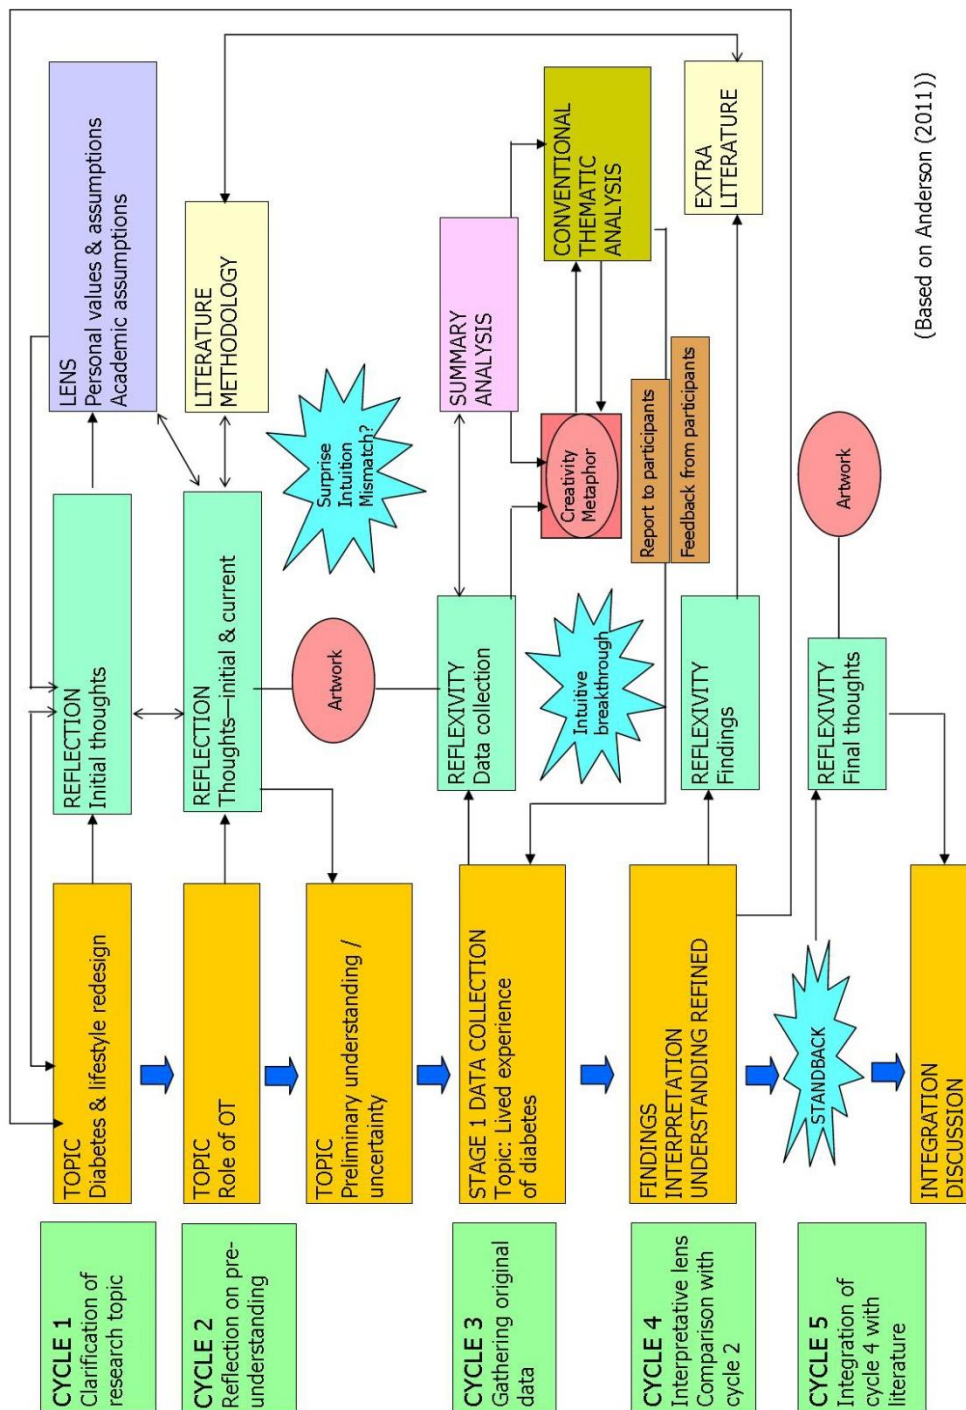 CYCLE 1
Clarification of
research topic
TOPIC
Diabetes & lifestyle redesign
REFLECTION
Initial thoughts
LENS
Personal values & assumptions
Academic assumptions
CYCLE 2
Reflection on pre-
understanding
TOPIC
Role of OT
REFLECTION
Thoughts—initial & current
LITERATURE
METHODOLOGY
TOPIC
Preliminary understanding /
uncertainty
Artwork
Surprise
Intuition
Mismatch?
CYCLE 3
Gathering original
data
STAGE 1 DATA COLLECTION
Topic: Lived experience
of diabetes
REFLEXIVITY
Data collection
SUMMARY
ANALYSIS
Intuitive
breakthrough
Creativity
Metaphor
CONVENTIONAL
THEMATIC
ANALYSIS
Report to participants
Feedback from participants
CYCLE 4
Interpretative lens
Comparison with
cycle 2
FINDINGS
INTERPRETATION
UNDERSTANDING REFINED
REFLEXIVITY
Findings
EXTRA
LITERATURE
CYCLE 5
Integration of
cycle 4 with
literature
STANDBACK
REFLEXIVITY
Final thoughts
Artwork
INTEGRATION
DISCUSSION
(Based on Anderson (2011))